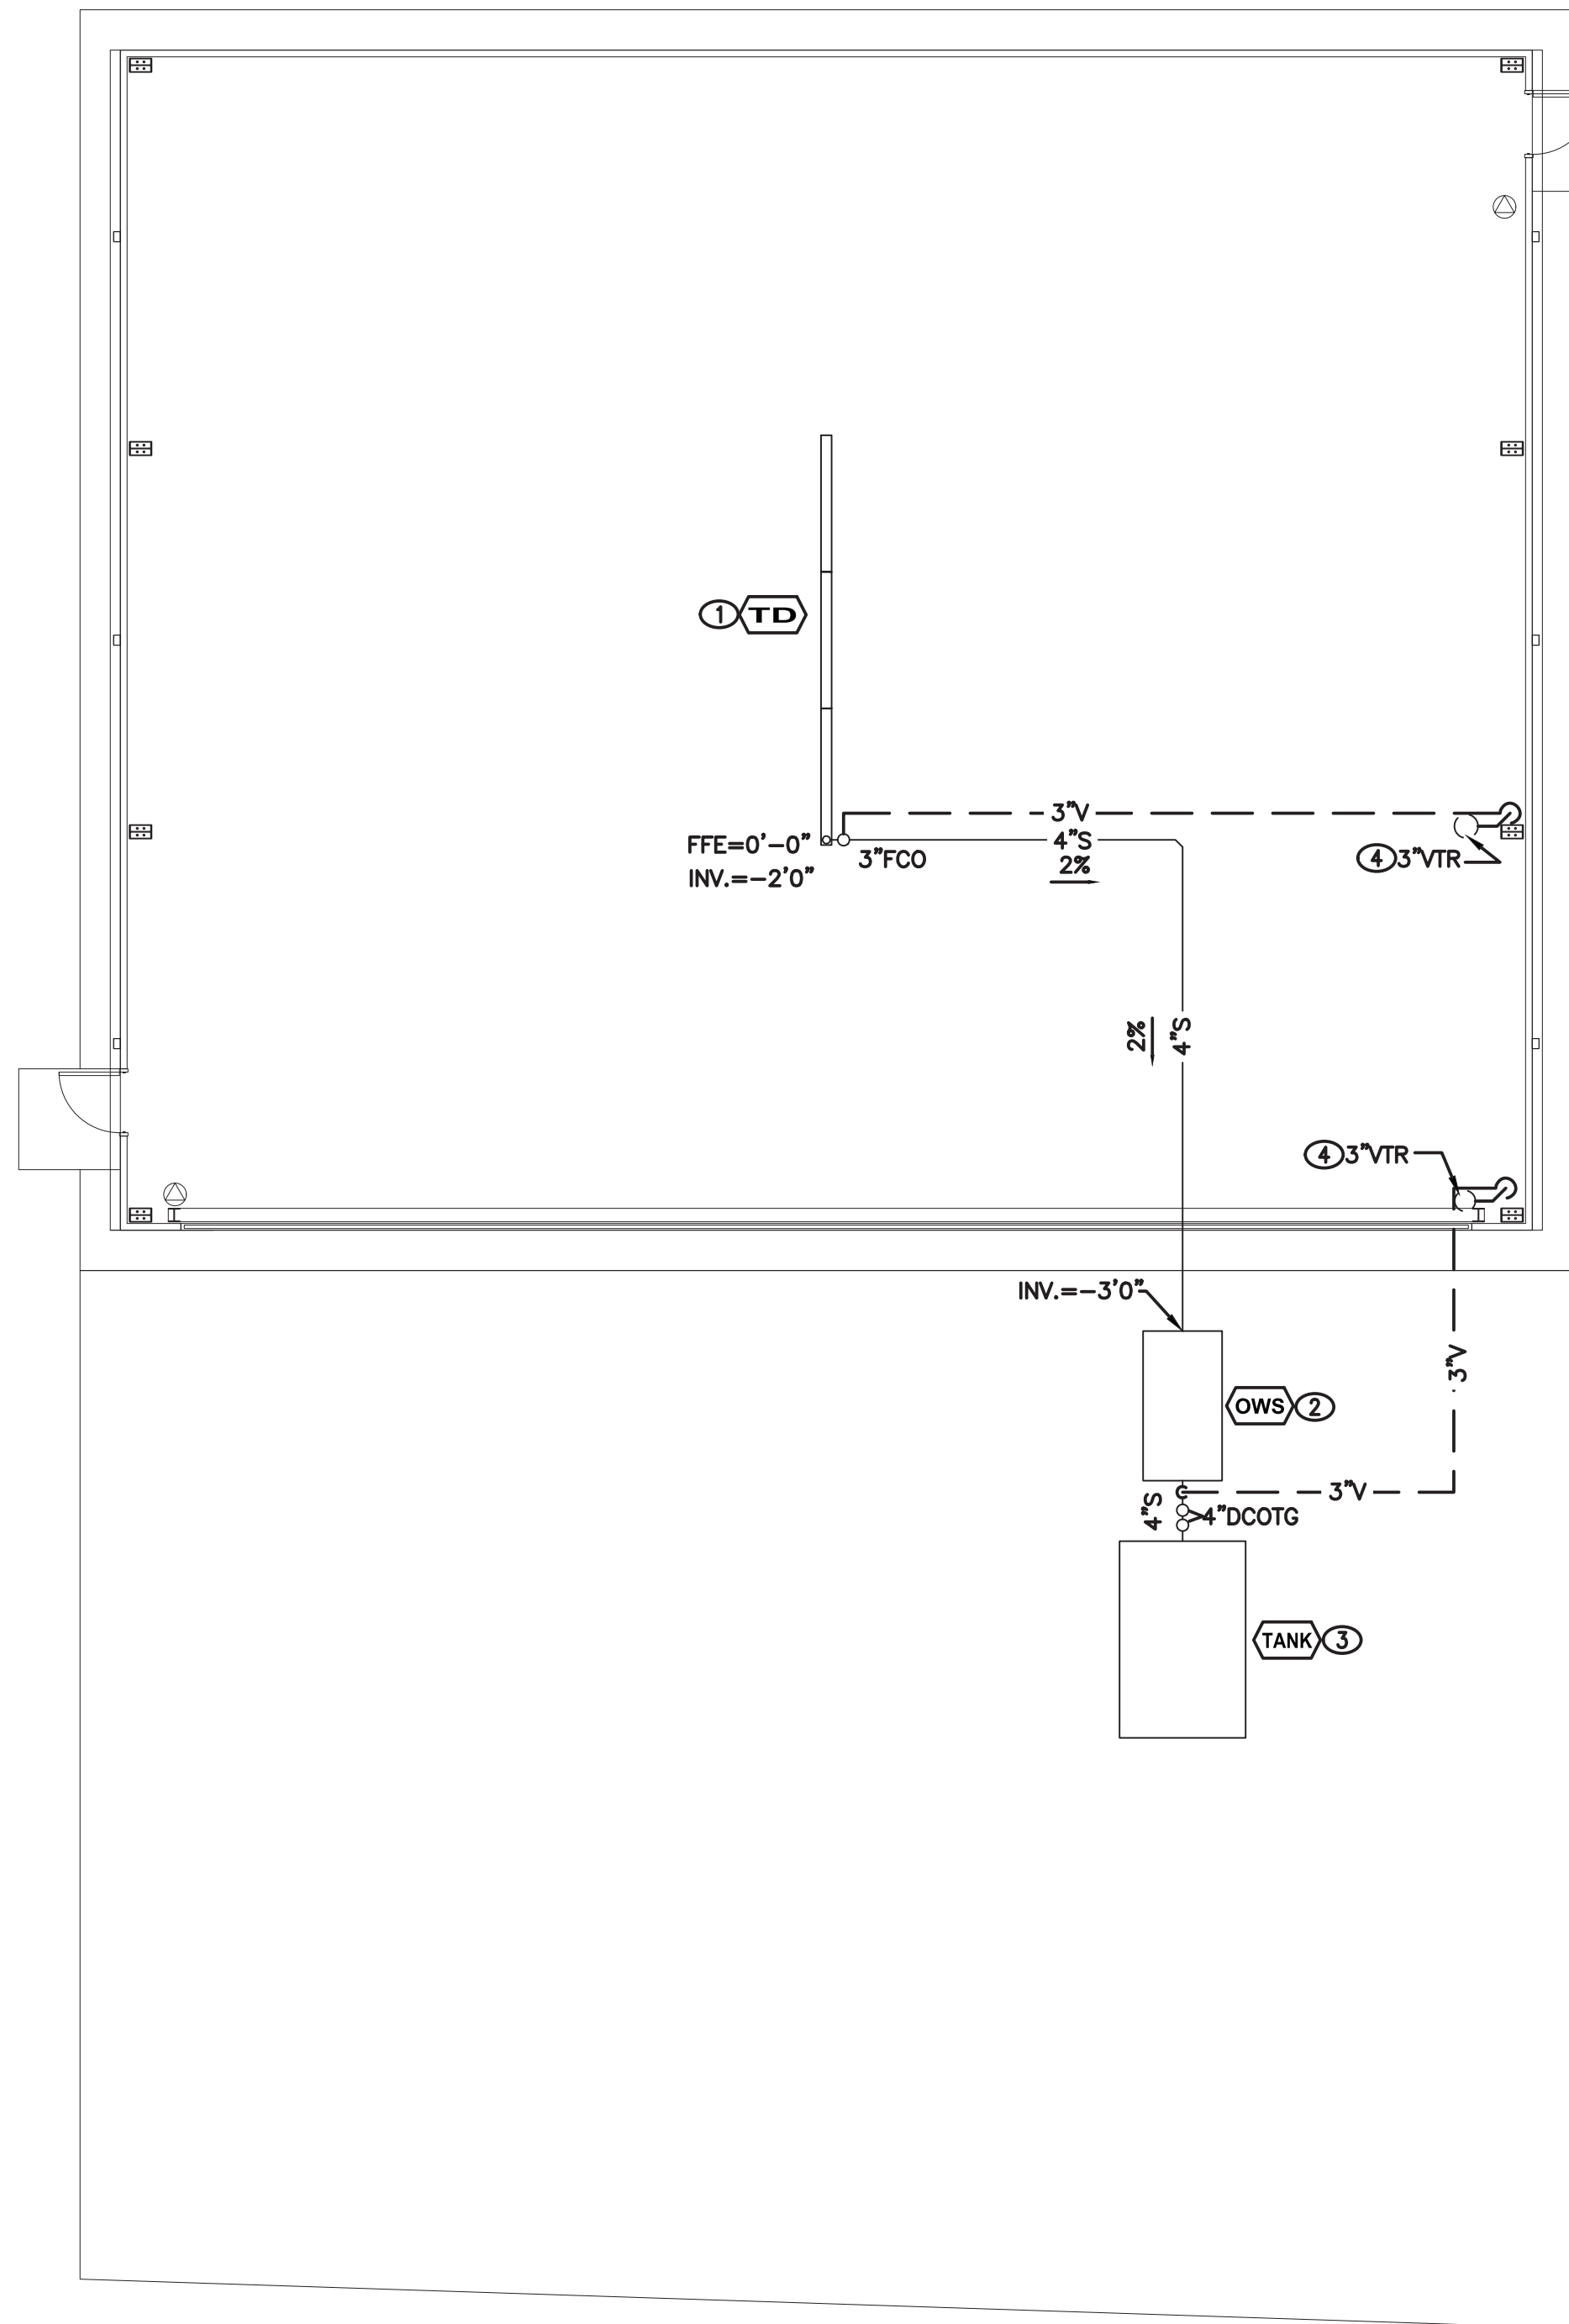 1 TD
3”V
FFE=0’-0” 4”S
INV.=-2’0” 3”FCO 2%
4 3”VTR
2% 4”S
4 3”VTR
INV.=-3’0”
3”V
OWS 2
4”S 3”V
4”DCOTG
TANK 3